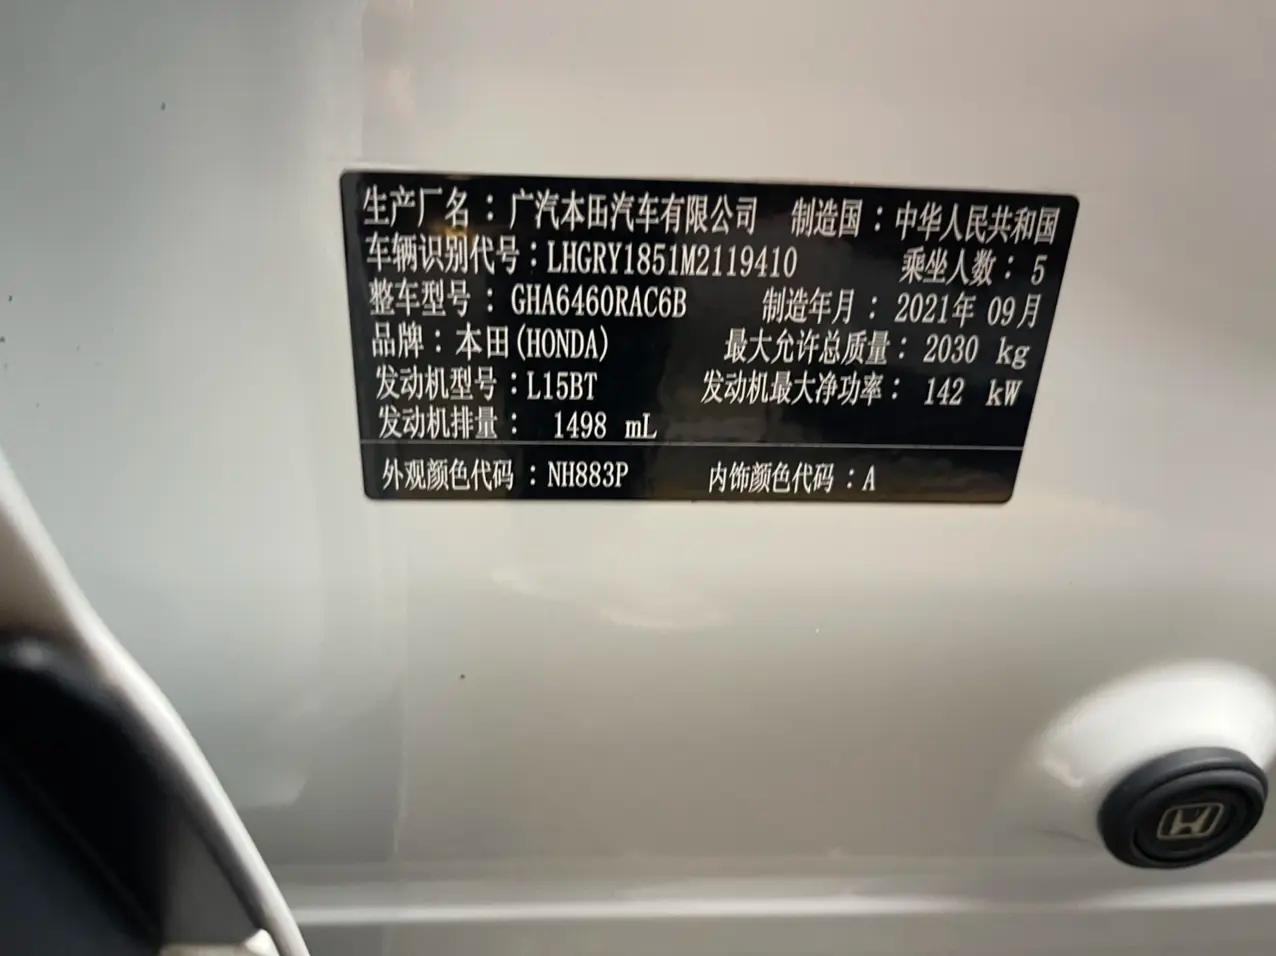 生产厂名：广汽本田汽车有限公司 制造国：中华人民共和国
车辆识别代号：LHGRY1851M2119410 乘坐人数：5
整车型号：GHA6460RAC6B 制造年月：2021年 09月
品牌：本田(HONDA) 最大允许总质量：2030 kg
发动机型号：L15BT 发动机最大净功率：142 kW
发动机排量：1498 mL
外观颜色代码：NH883P 内饰颜色代码：A